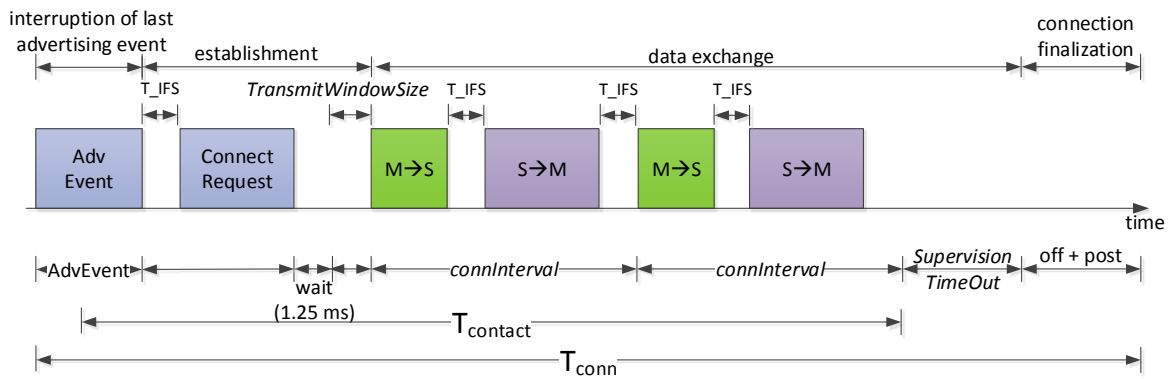 interruption of last
advertising event
connection
finalization
establishment
data exchange
T_IFS
TransmitWindowSize
T_IFS
T_IFS
T_IFS
Adv
Event
Connect
Request
M→S
S→M
M→S
S→M
time
AdvEvent
wait
(1.25 ms)
connInterval
connInterval
Supervision
TimeOut
off + post
Tcontact
Tconn